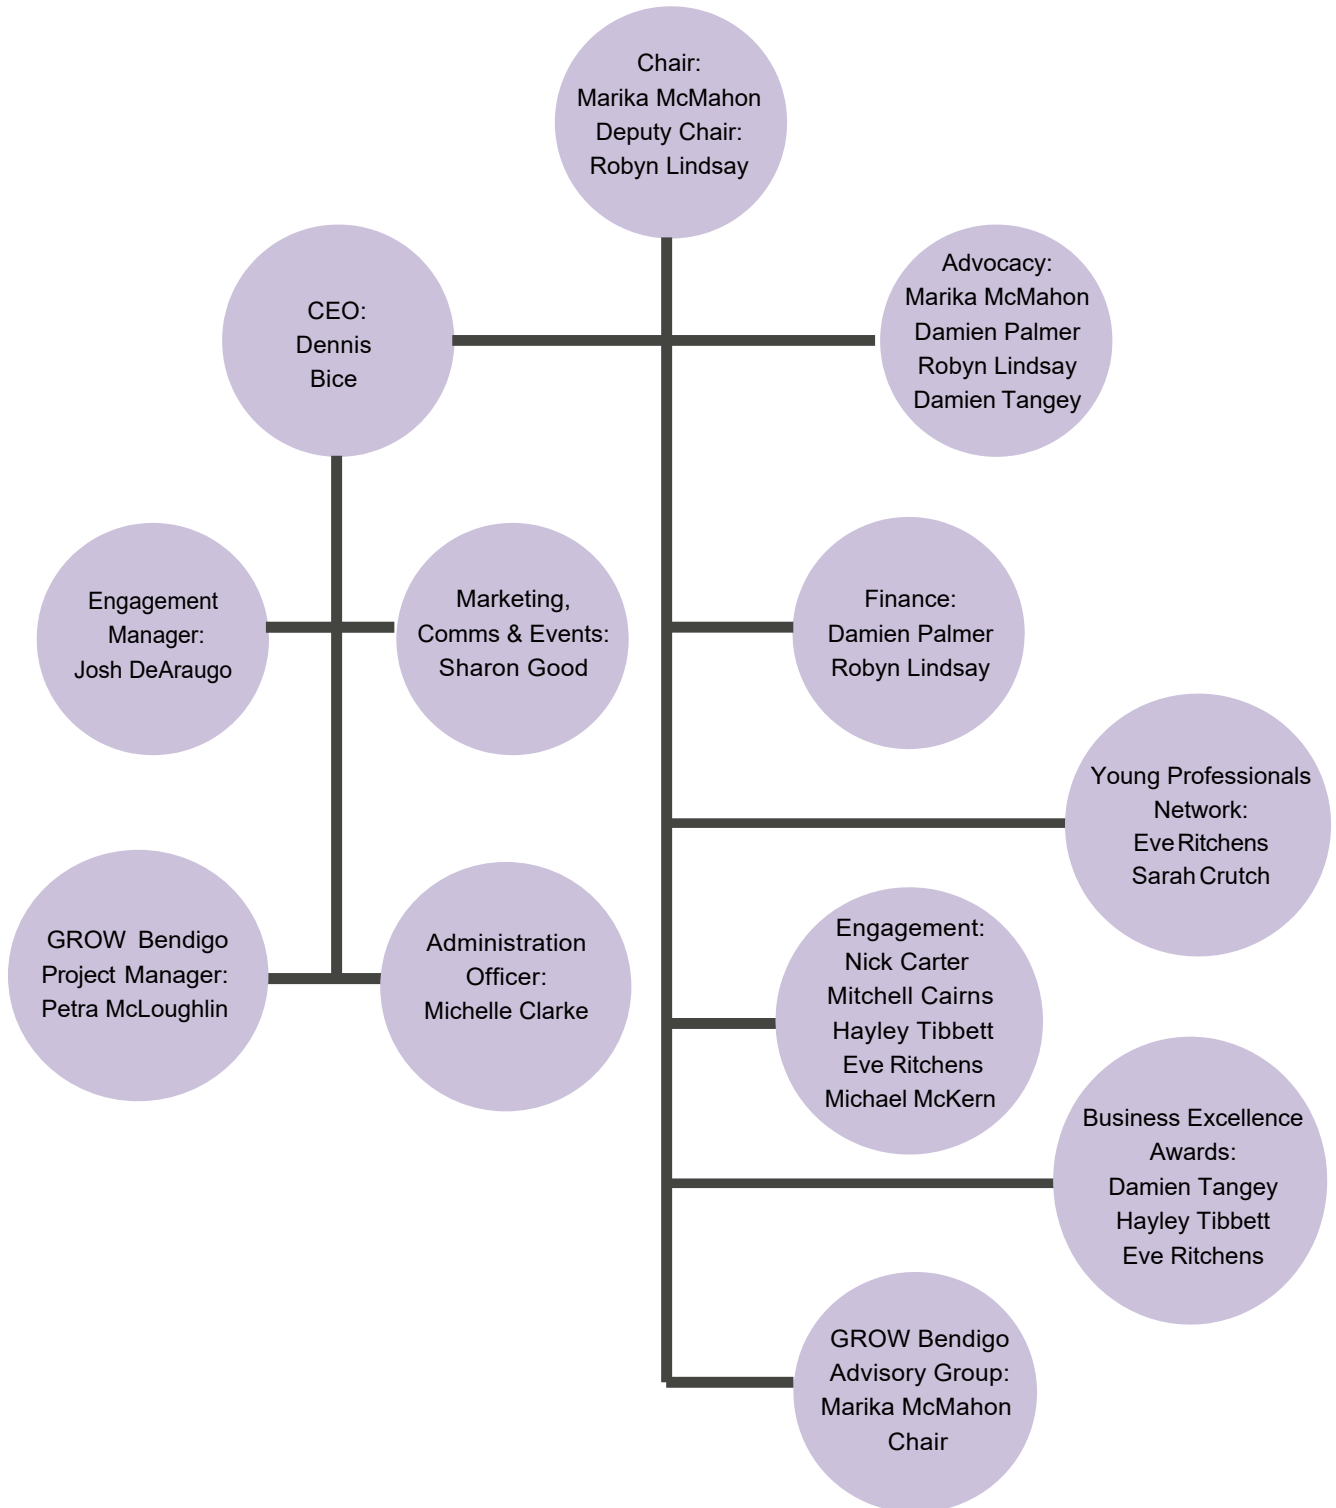 Chair:
Marika McMahon
Deputy Chair:
Robyn Lindsay
CEO:
Dennis
Bice
Advocacy:
Marika McMahon
Damien Palmer
Robyn Lindsay
Damien Tangey
Engagement
Manager:
Josh DeAraugo
Marketing,
Comms & Events:
Sharon Good
Finance:
Damien Palmer
Robyn Lindsay
Young Professionals
Network:
Eve Ritchens
Sarah Crutch
GROW Bendigo
Project Manager:
Petra McLoughlin
Administration
Officer:
Michelle Clarke
Engagement:
Nick Carter
Mitchell Cairns
Hayley Tibbett
Eve Ritchens
Michael McKern
Business Excellence
Awards:
Damien Tangey
Hayley Tibbett
Eve Ritchens
GROW Bendigo
Advisory Group:
Marika McMahon
Chair